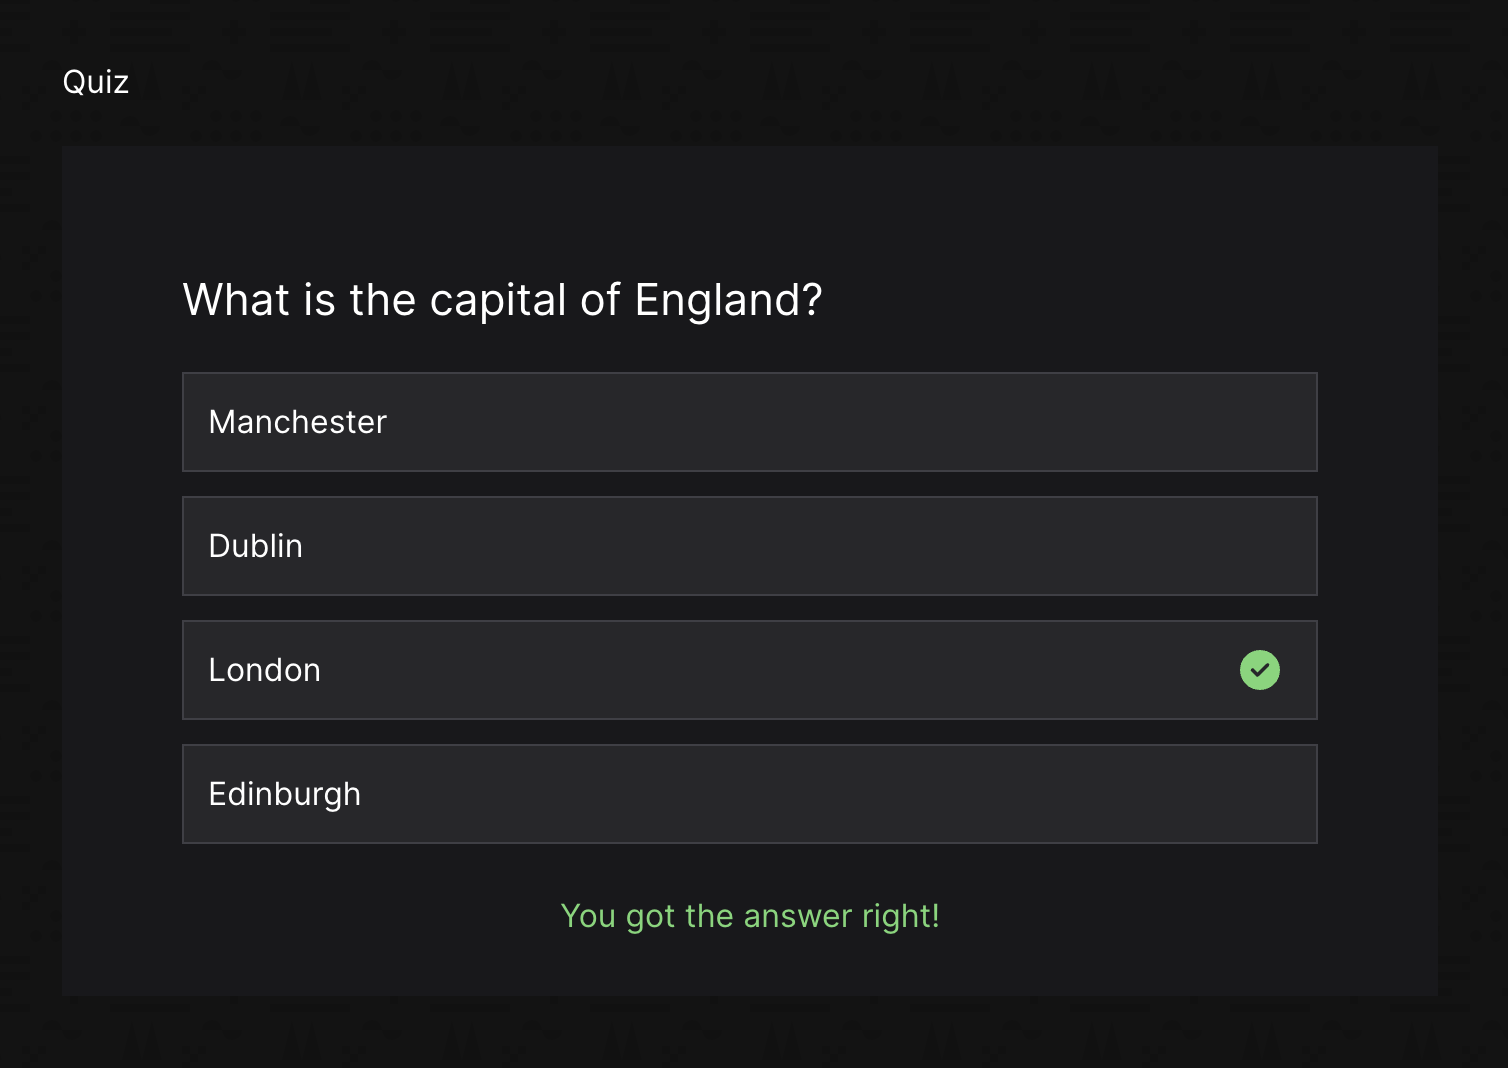 Quiz
What is the capital of England?
Manchester
Dublin
London
Edinburgh
You got the answer right!